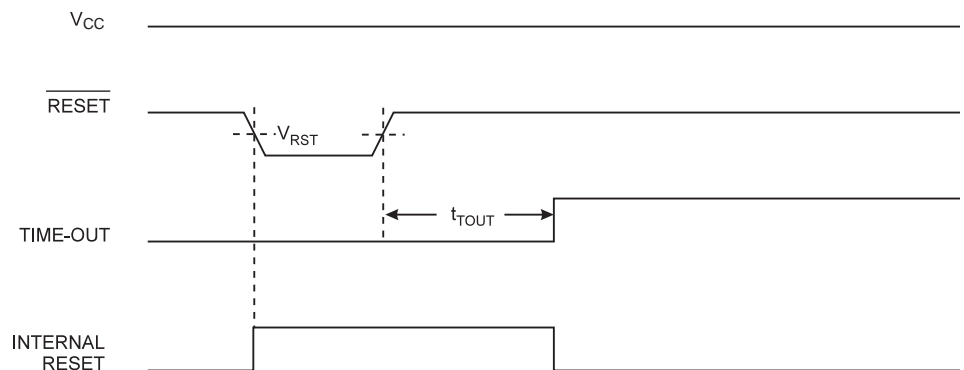 VCC
RESET
VRST
tTOUT
TIME-OUT
INTERNAL
RESET